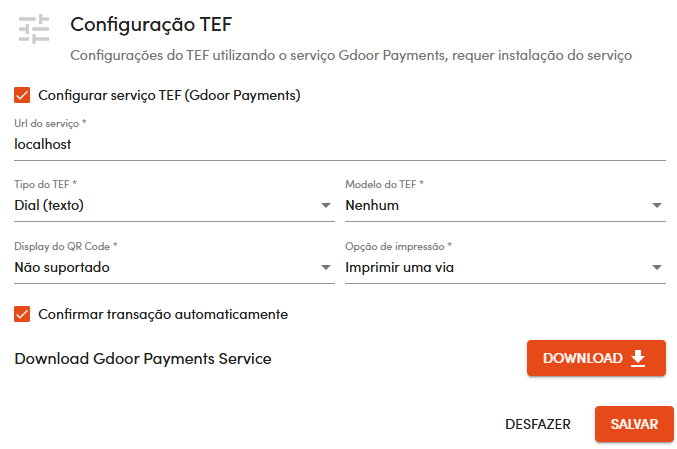 Configuração TEF
Configurações do TEF utilizando o serviço Gdoor Payments, requer instalação do serviço
Configurar serviço TEF (Gdoor Payments)
Url do serviço *
localhost
Tipo do TEF *
Modelo do TEF *
Dial (texto)
Nenhum
Display do QR Code *
Opção de impressão *
Não suportado
Imprimir uma via
Confirmar transação automaticamente
Download Gdoor Payments Service
DOWNLOAD
DESFAZER
SALVAR